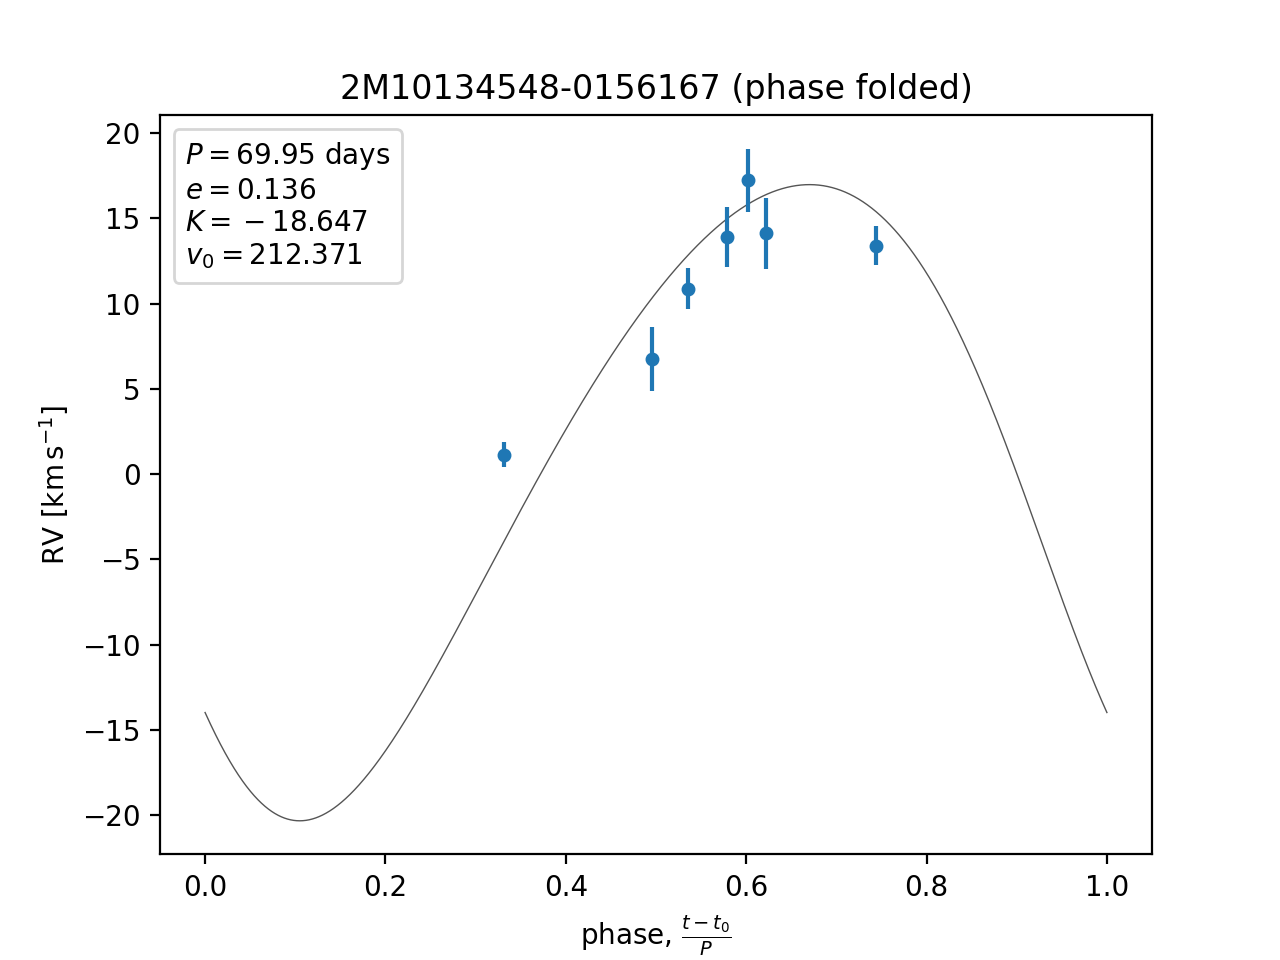 2M10134548-0156167 (phase folded)
P = 69.95 days
e = 0.136
K = − 18.647
v₀ = 212.371
20
15
10
5
0
−5
−10
−15
−20
RV [km s⁻¹]
0.0 0.2 0.4 0.6 0.8 1.0
phase, (t − t₀)/P